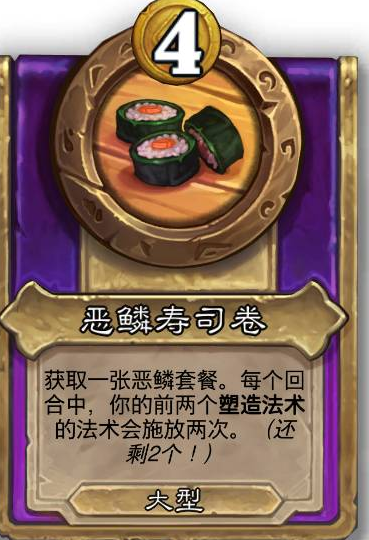 4
恶鳞寿司卷
获取一张恶鳞套餐。每个回
合中，你的前两个塑造法术
的法术会施放两次。（还
剩2个！）
大型